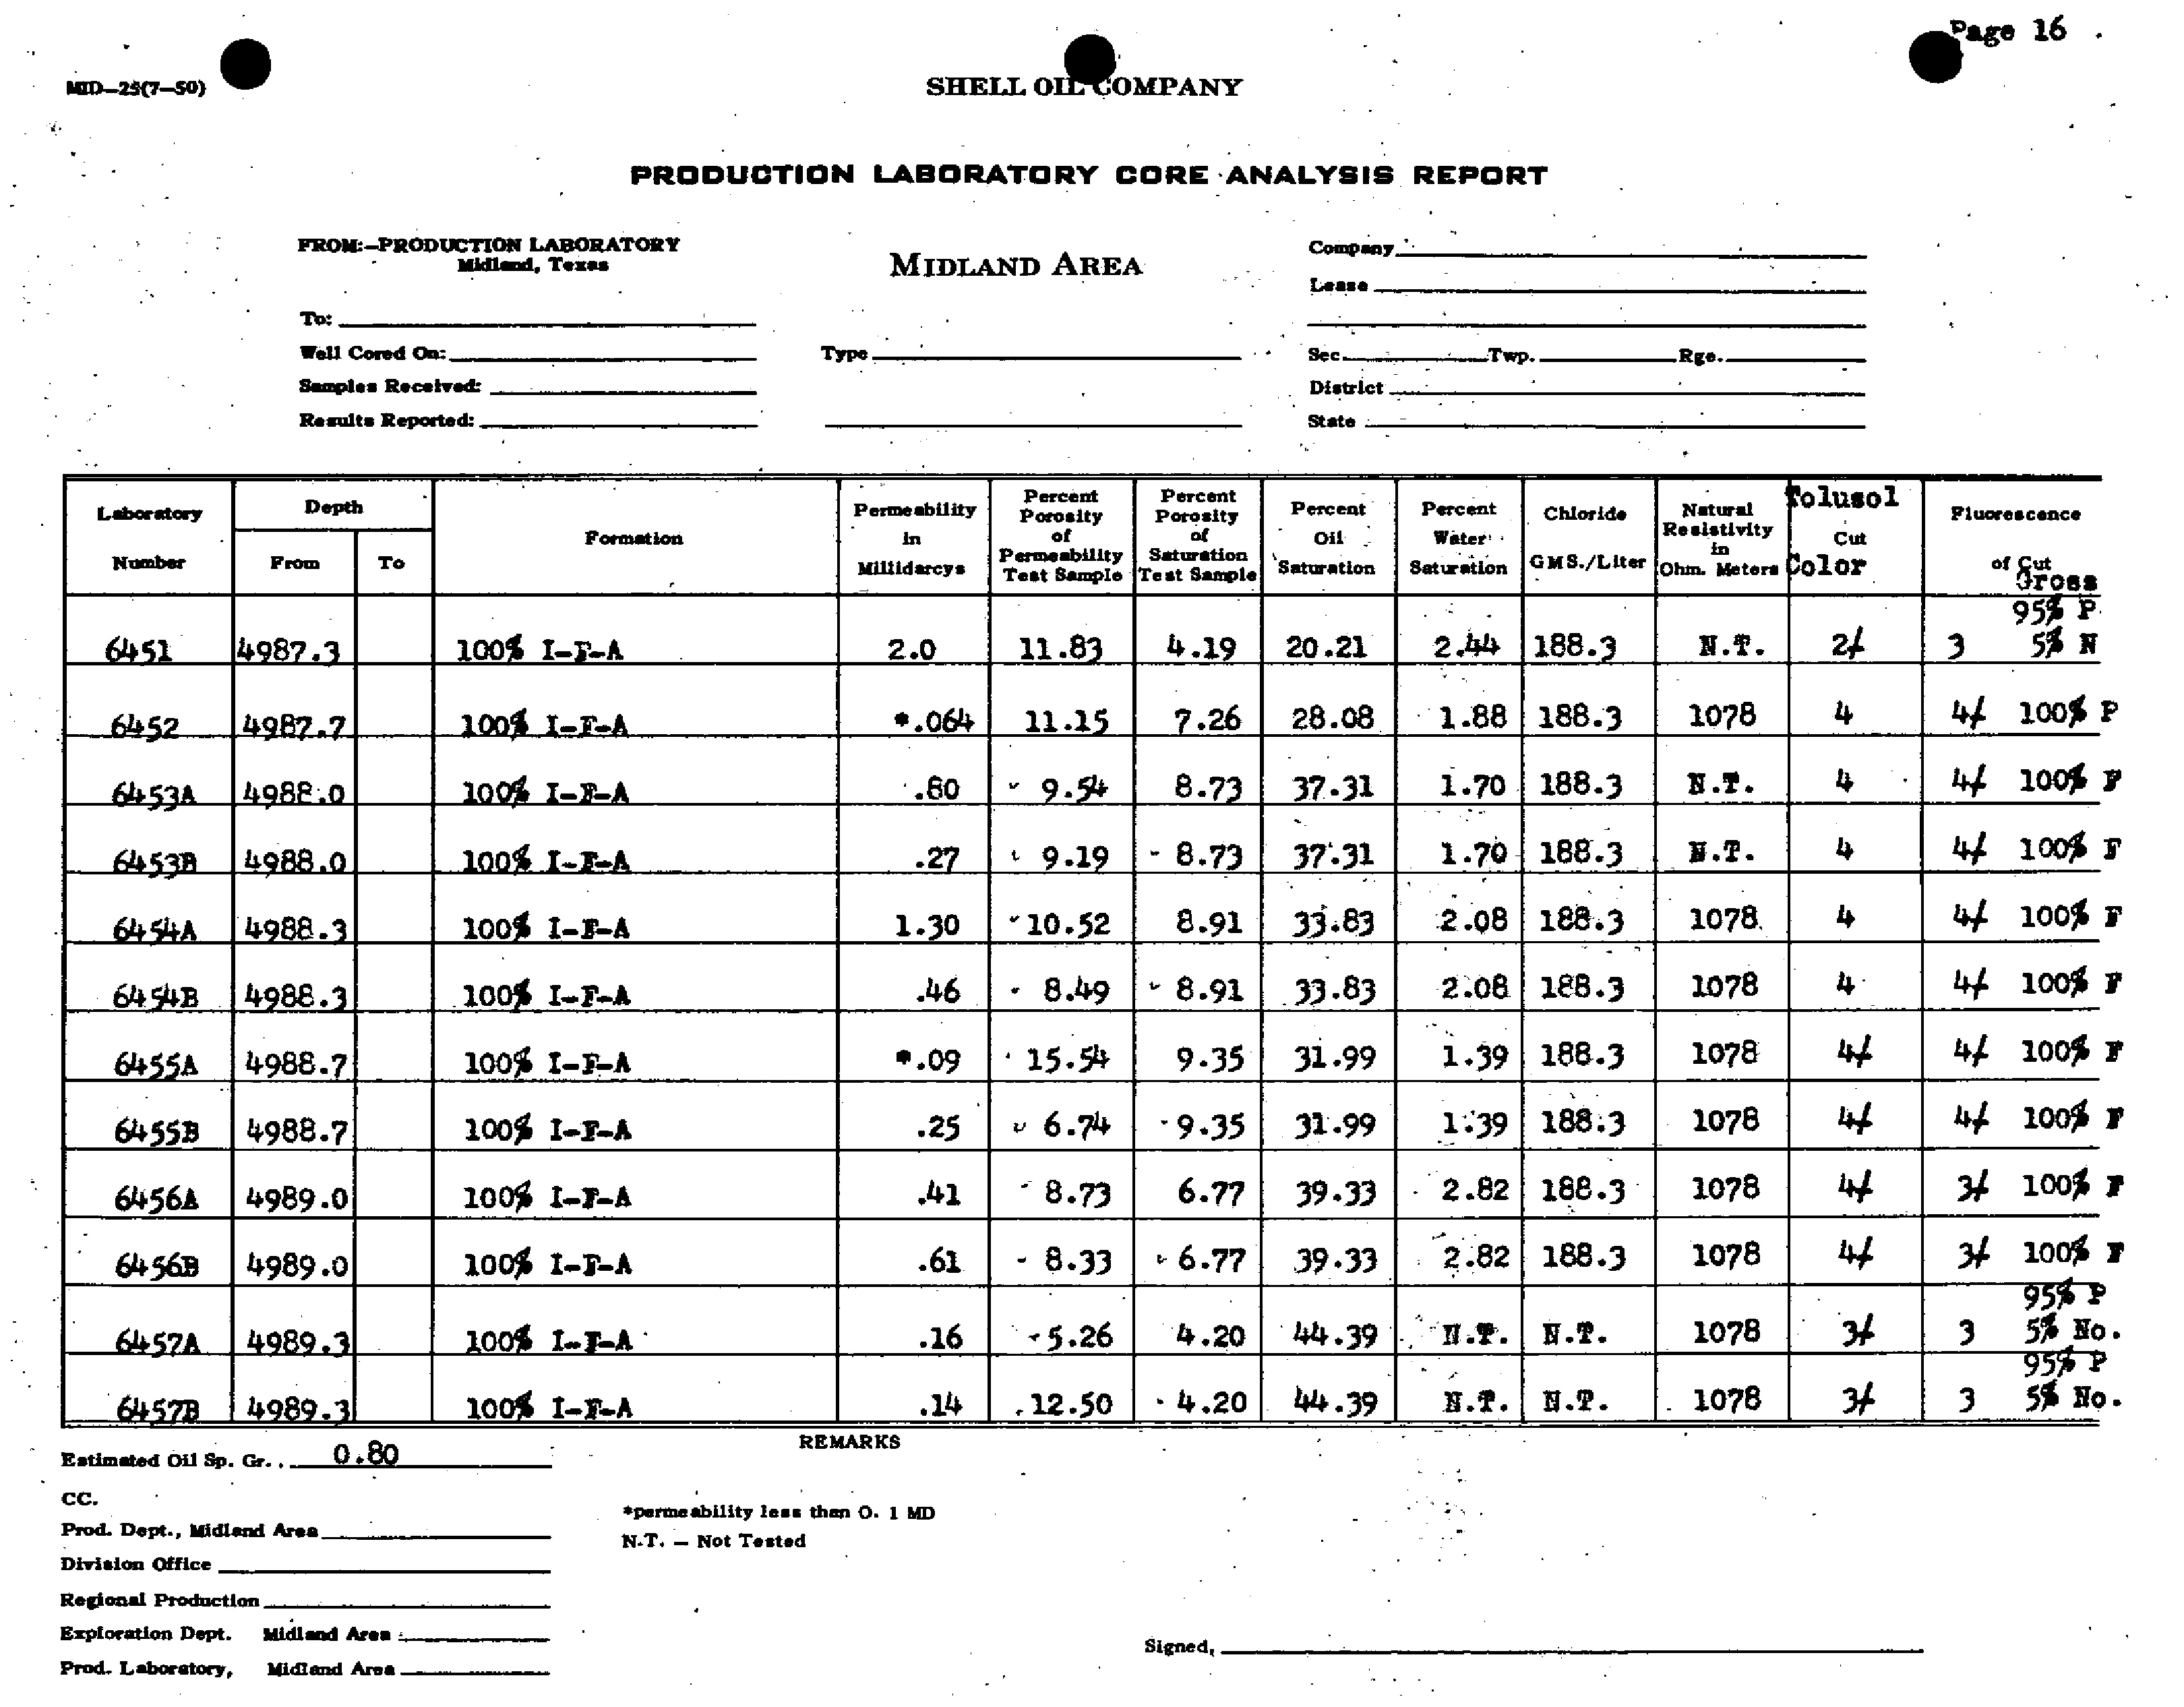 Page 16
MID-25(7-50)
SHELL OIL COMPANY
PRODUCTION LABORATORY CORE ANALYSIS REPORT
FROM:-PRODUCTION LABORATORY
Midland, Texas
MIDLAND AREA
Company
Lease
To:
Well Cored On:
Type
Sec. Twp. Rge.
Samples Received:
District
Results Reported:
State
Laboratory Number
Depth
From To
Formation
Permeability in Millidarcys
Percent Porosity of Permeability Test Sample
Percent Porosity of Saturation Test Sample
Percent Oil Saturation
Percent Water Saturation
Chloride GMS./Liter
Natural Resistivity in Ohm. Meters
Tolusol Cut Color
Fluorescence of Cut
Gross
95% P
6451 4987.3 100% I-F-A 2.0 11.83 4.19 20.21 2.44 188.3 N.T. 2/ 3 5% N
6452 4987.7 100% I-F-A *.064 11.15 7.26 28.08 1.88 188.3 1078 4 4/ 100% P
6453A 4988.0 100% I-F-A .80 9.54 8.73 37.31 1.70 188.3 N.T. 4 4/ 100% F
6453B 4988.0 100% I-F-A .27 9.19 8.73 37.31 1.70 188.3 N.T. 4 4/ 100% F
6454A 4988.3 100% I-F-A 1.30 10.52 8.91 33.83 2.08 188.3 1078 4 4/ 100% F
6454B 4988.3 100% I-F-A .46 8.49 8.91 33.83 2.08 188.3 1078 4 4/ 100% F
6455A 4988.7 100% I-F-A *.09 15.54 9.35 31.99 1.39 188.3 1078 4/ 4/ 100% F
6455B 4988.7 100% I-F-A .25 6.74 9.35 31.99 1.39 188.3 1078 4/ 4/ 100% F
6456A 4989.0 100% I-F-A .41 8.73 6.77 39.33 2.82 188.3 1078 4/ 3/ 100% F
6456B 4989.0 100% I-F-A .61 8.33 6.77 39.33 2.82 188.3 1078 4/ 3/ 100% F
95% P
6457A 4989.3 100% I-F-A .16 5.26 4.20 44.39 N.T. N.T. 1078 3/ 3 5% No.
95% P
6457B 4989.3 100% I-F-A .14 12.50 4.20 44.39 N.T. N.T. 1078 3/ 3 5% No.
REMARKS
Estimated Oil Sp. Gr. . 0.80
CC.
*permeability less than 0. 1 MD
Prod. Dept., Midland Area
N.T. - Not Tested
Division Office
Regional Production
Exploration Dept. Midland Area
Signed,
Prod. Laboratory, Midland Area